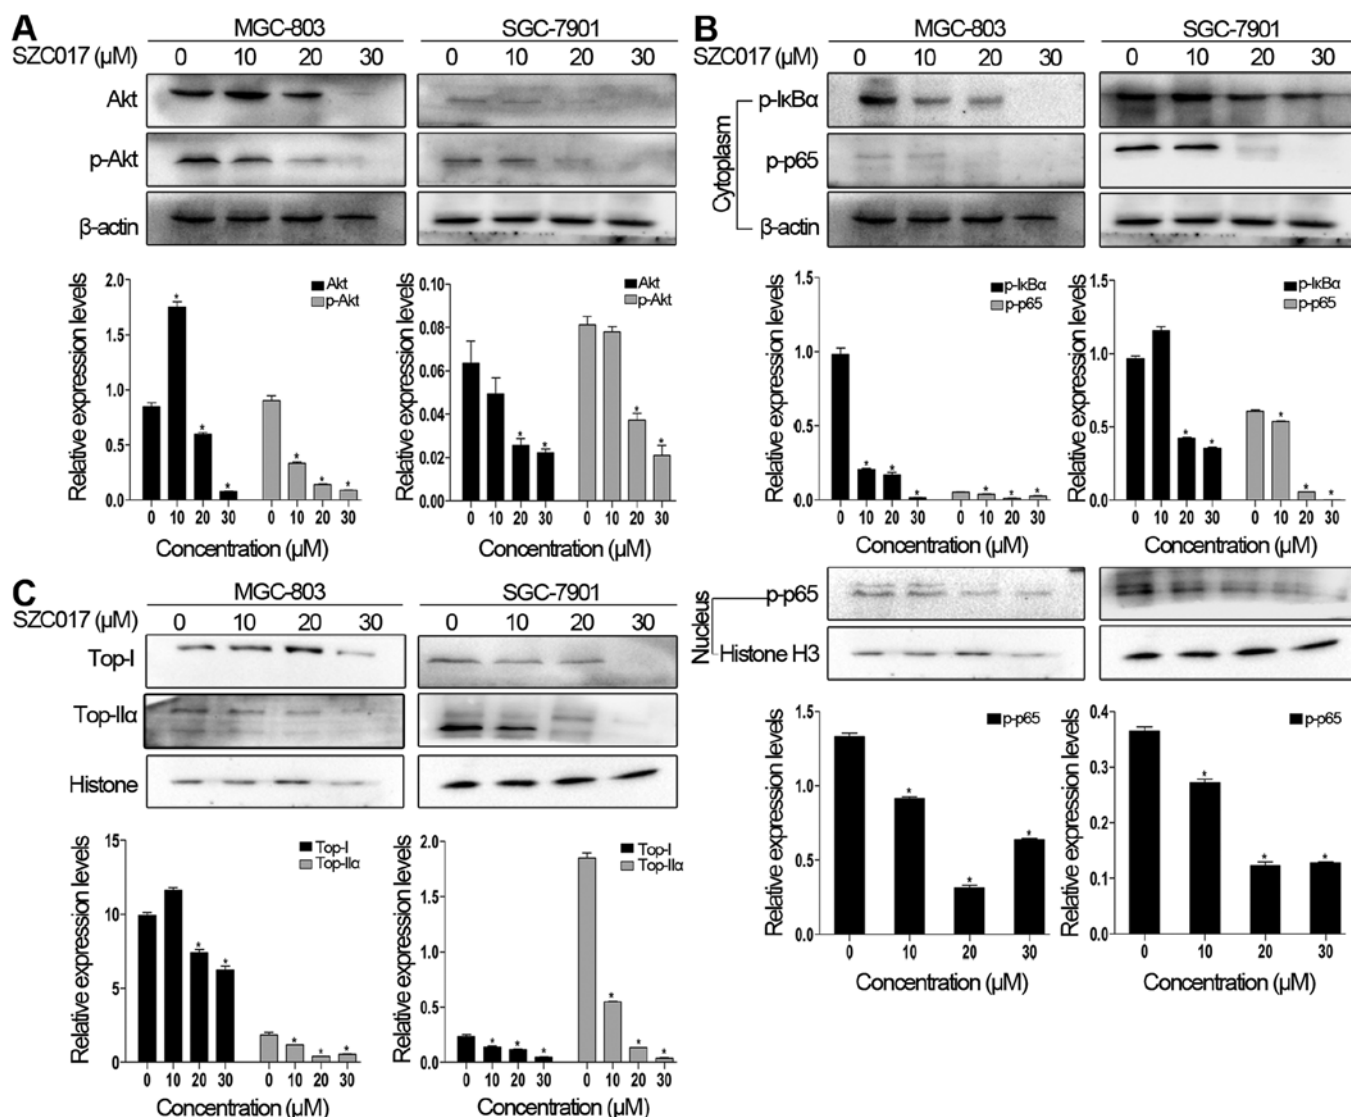 A
MGC-803 SGC-7901
SZC017 (μM) 0 10 20 30 0 10 20 30
Akt
p-Akt
β-actin
2.0
1.5
1.0
0.5
0.0
Relative expression levels
Akt
p-Akt
* * * * * *
0 10 20 30 0 10 20 30
Concentration (μM)
0.10
0.08
0.06
0.04
0.02
0.00
Relative expression levels
Akt
p-Akt
* * * *
0 10 20 30 0 10 20 30
Concentration (μM)
B
MGC-803 SGC-7901
SZC017 (μM) 0 10 20 30 0 10 20 30
Cytoplasm
p-IκBα
p-p65
β-actin
1.5
1.0
0.5
0.0
Relative expression levels
p-IκBα
p-p65
* * * * * *
0 10 20 30 0 10 20 30
Concentration (μM)
1.5
1.0
0.5
0.0
Relative expression levels
p-IκBα
p-p65
* * * * *
0 10 20 30 0 10 20 30
Concentration (μM)
Nucleus
p-p65
Histone H3
1.5
1.0
0.5
0.0
Relative expression levels
p-p65
* * *
0 10 20 30
Concentration (μM)
0.4
0.3
0.2
0.1
0.0
Relative expression levels
p-p65
* * *
0 10 20 30
Concentration (μM)
C
MGC-803 SGC-7901
SZC017 (μM) 0 10 20 30 0 10 20 30
Top-I
Top-IIα
Histone
15
10
5
0
Relative expression levels
Top-I
Top-IIα
* * * * *
0 10 20 30 0 10 20 30
Concentration (μM)
2.0
1.5
1.0
0.5
0.0
Relative expression levels
Top-I
Top-IIα
* * * * * *
0 10 20 30 0 10 20 30
Concentration (μM)